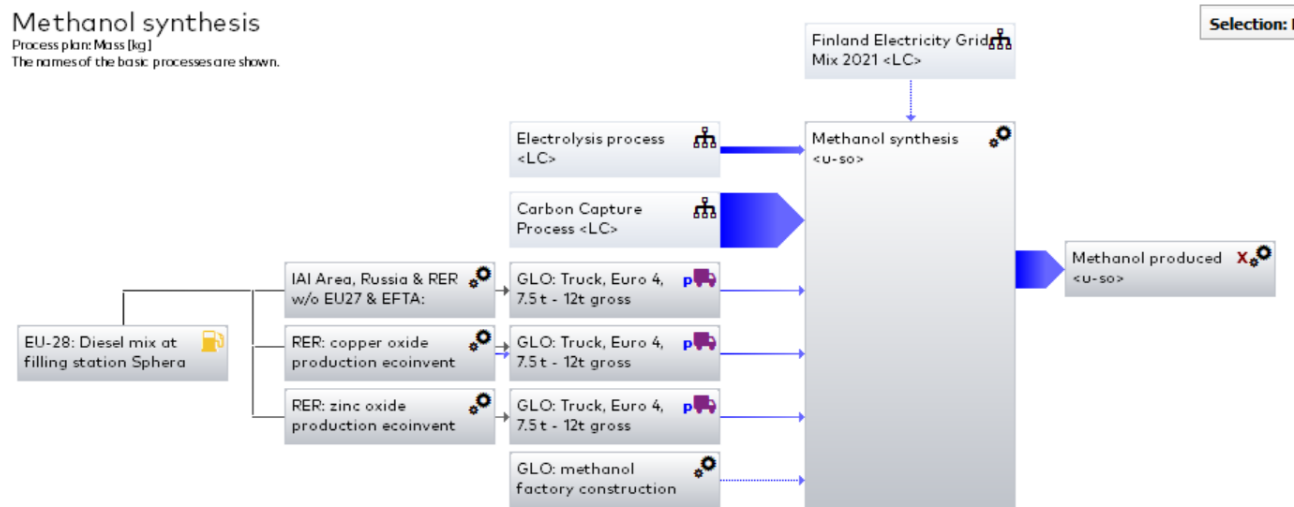 Methanol synthesis
Process plan: Mass [kg]
The names of the basic processes are shown.
Selection:
Finland Electricity Grid
Mix 2021 <LC>
Electrolysis process
<LC>
Methanol synthesis
<u-so>
Carbon Capture
Process <LC>
Methanol produced
<u-so>
X
IAI Area, Russia & RER
w/o EU27 & EFTA:
GLO: Truck, Euro 4,
7.5 t - 12t gross
p
EU-28: Diesel mix at
filling station Sphera
RER: copper oxide
production ecoinvent
GLO: Truck, Euro 4,
7.5 t - 12t gross
p
RER: zinc oxide
production ecoinvent
GLO: Truck, Euro 4,
7.5 t - 12t gross
p
GLO: methanol
factory construction